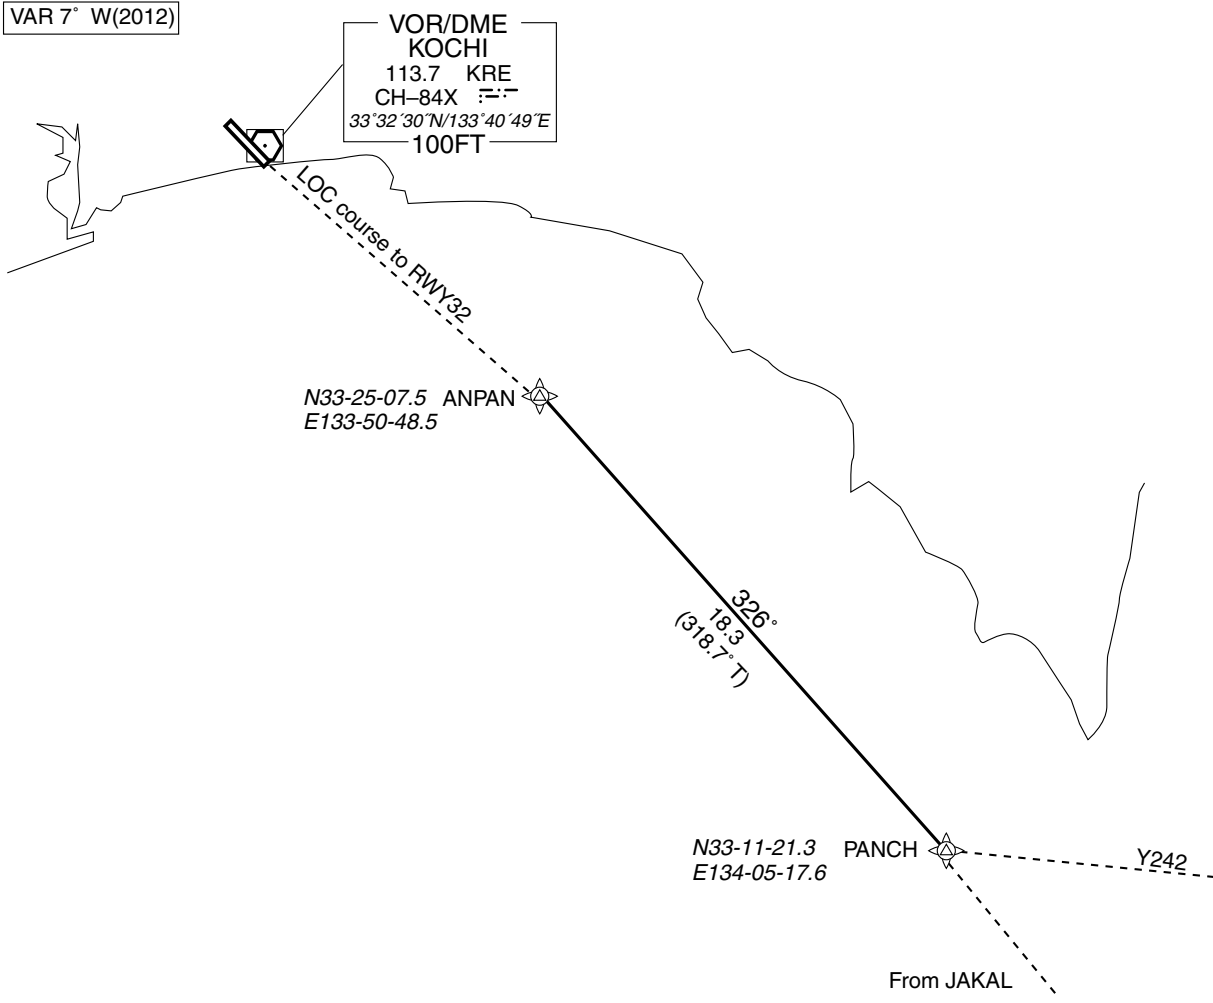 VAR 7° W(2012)
VOR/DME
KOCHI
113.7 KRE
CH–84X
33°32´30˝N/133°40´49˝E
100FT
LOC course to RWY32
N33-25-07.5 ANPAN
E133-50-48.5
326°
18.3
(318.7°T)
N33-11-21.3 PANCH
E134-05-17.6
Y242
From JAKAL